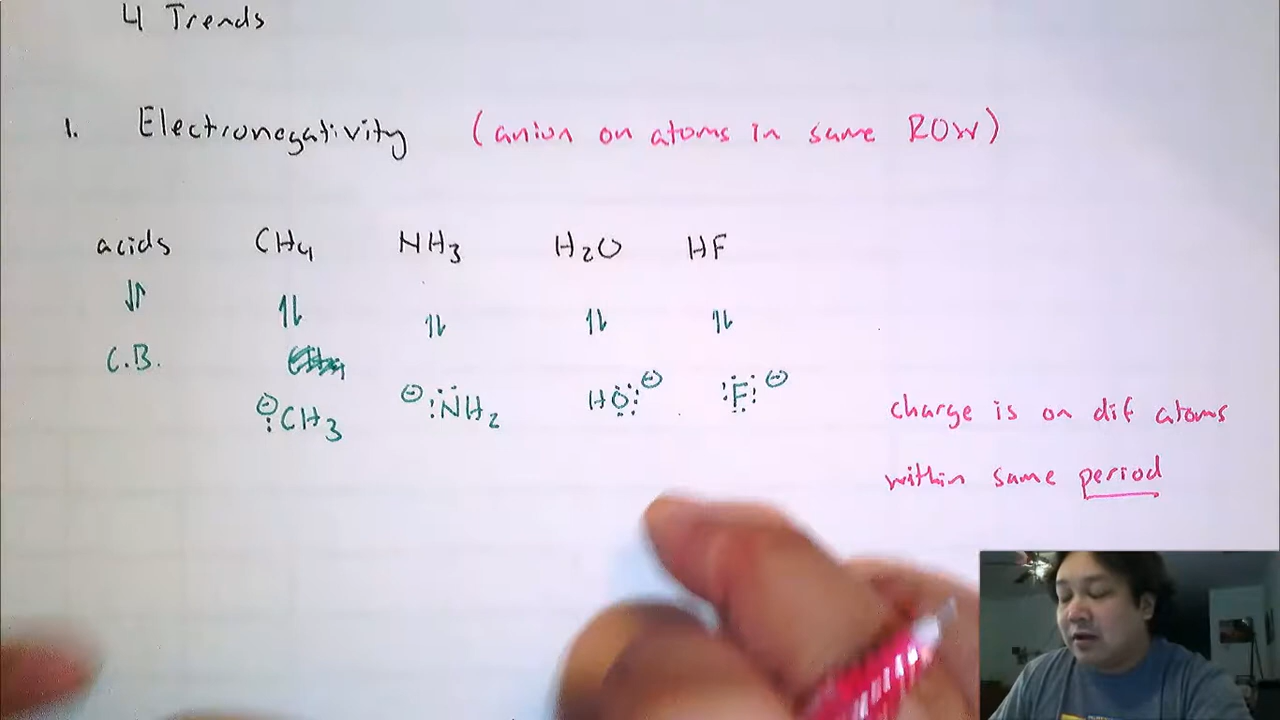 4 Trends
1. Electronegativity (anion on atoms in same ROW)
acids CH4 NH3 H2O HF
⇌ ⇌ ⇌ ⇌ ⇌
C.B.
⊖:CH3 ⊖:NH2 HO:⊖ :F:⊖
charge is on dif atoms
within same period